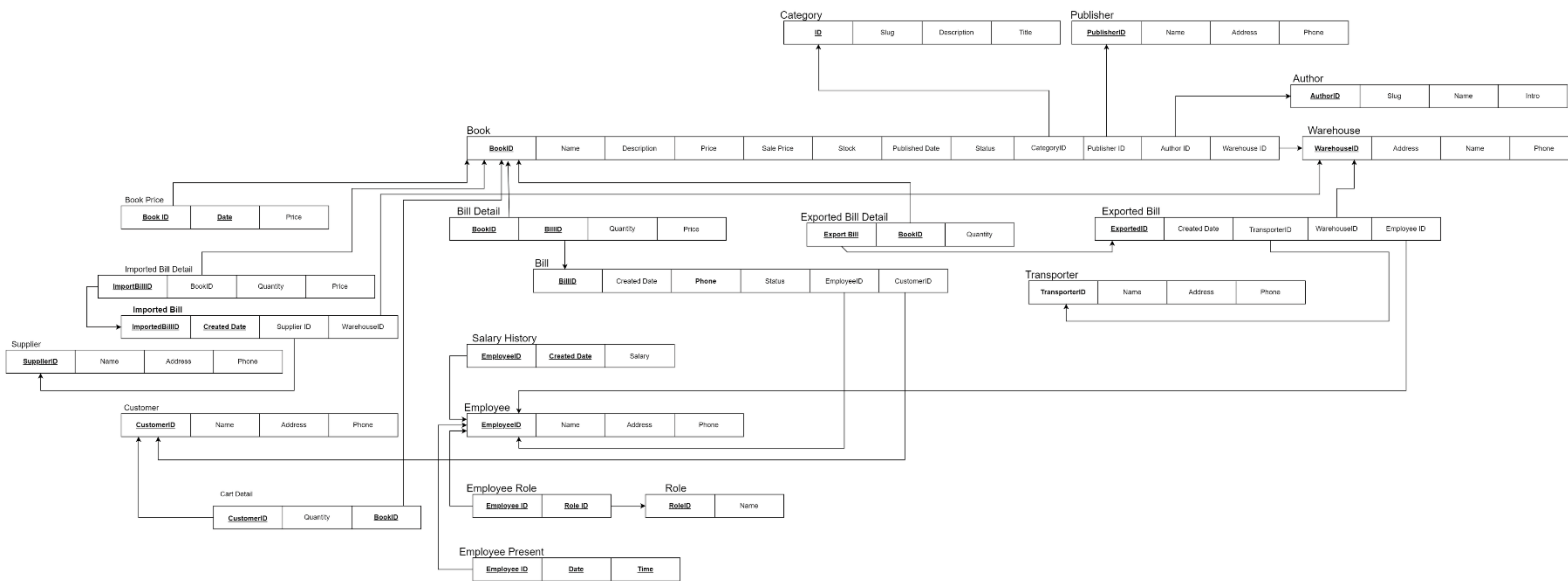 Category
ID Slug Description Title
Publisher
PublisherID Name Address Phone
Author
AuthorID Slug Name Intro
Book
BookID Name Description Price Sale Price Stock Published Date Status CategoryID Publisher ID Author ID Warehouse ID
Warehouse
WarehouseID Address Name Phone
Book Price
Book ID Date Price
Bill Detail
BookID BillID Quantity Price
Exported Bill Detail
Export Bill BookID Quantity
Exported Bill
ExportedID Created Date TransporterID WarehouseID Employee ID
Imported Bill Detail
ImportBillID BookID Quantity Price
Bill
BillID Created Date Phone Status EmployeeID CustomerID
Transporter
TransporterID Name Address Phone
Imported Bill
ImportedBillID Created Date Supplier ID WarehouseID
Supplier
SupplierID Name Address Phone
Salary History
EmployeeID Created Date Salary
Customer
CustomerID Name Address Phone
Employee
EmployeeID Name Address Phone
Cart Detail
CustomerID Quantity BookID
Employee Role
Employee ID Role ID
Role
RoleID Name
Employee Present
Employee ID Date Time